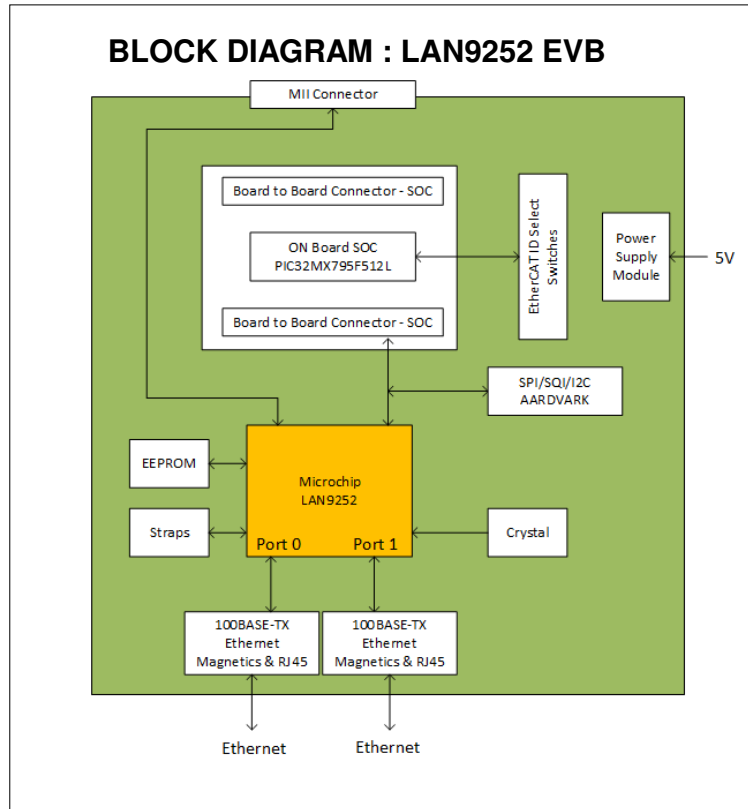 BLOCK DIAGRAM : LAN9252 EVB
MII Connector
Board to Board Connector - SOC
ON Board SOC
PIC32MX795F512L
Board to Board Connector - SOC
EtherCAT ID Select
Switches
Power
Supply
Module
5V
SPI/SQI/I2C
AARDVARK
EEPROM
Microchip
LAN9252
Straps
Port 0
Port 1
Crystal
100BASE-TX
Ethernet
Magnetics & RJ45
100BASE-TX
Ethernet
Magnetics & RJ45
Ethernet
Ethernet